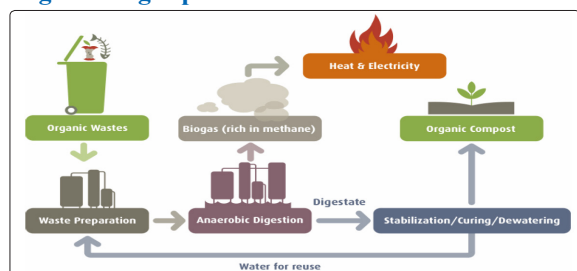 Heat & Electricity
Organic Wastes
Biogas (rich in methane)
Organic Compost
Digestate
Waste Preparation
Anaerobic Digestion
Stabilization/Curing/Dewatering
Water for reuse